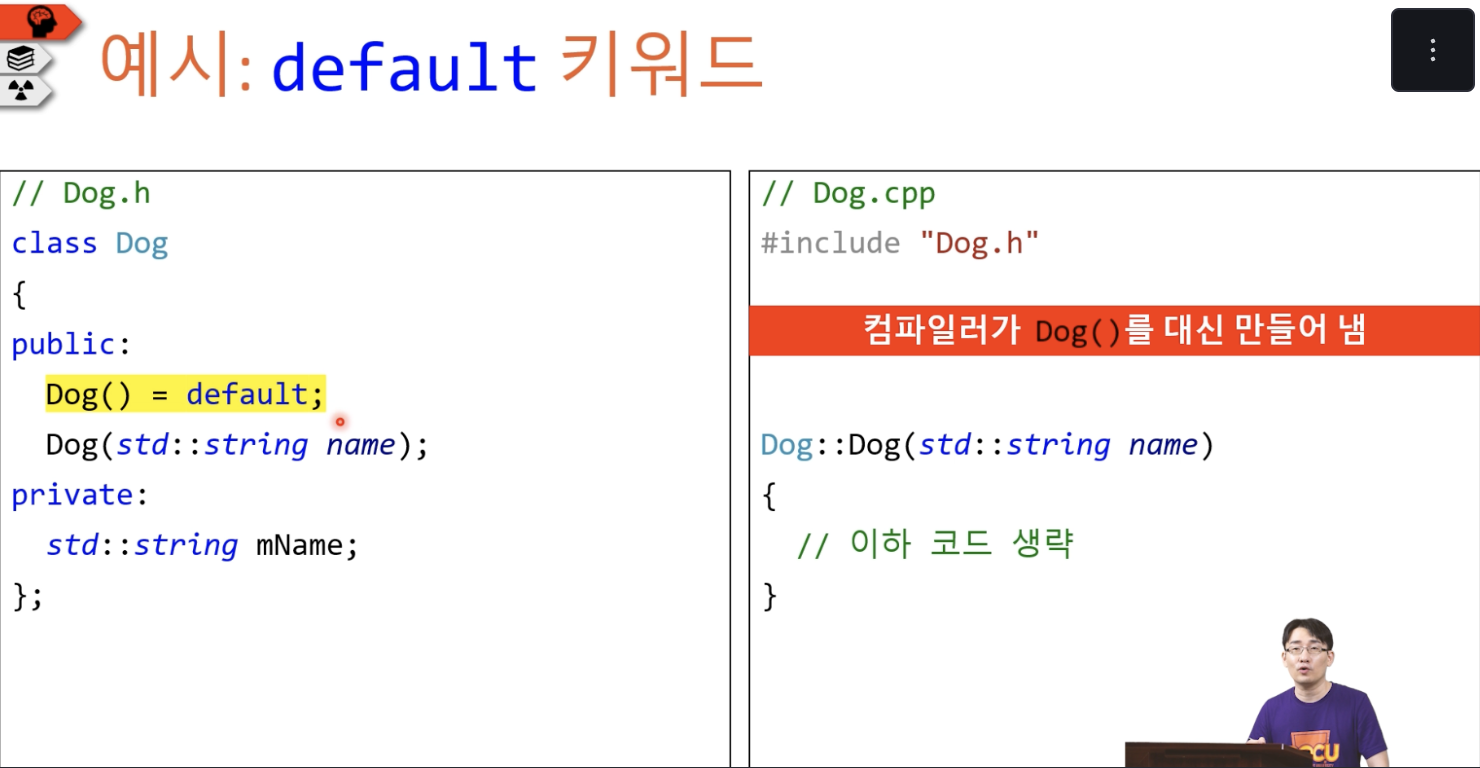 예시: default 키워드
// Dog.h
class Dog
{
public:
Dog() = default;
Dog(std::string name);
private:
std::string mName;
};
// Dog.cpp
#include "Dog.h"
컴파일러가 Dog()를 대신 만들어 냄
Dog::Dog(std::string name)
{
// 이하 코드 생략
}